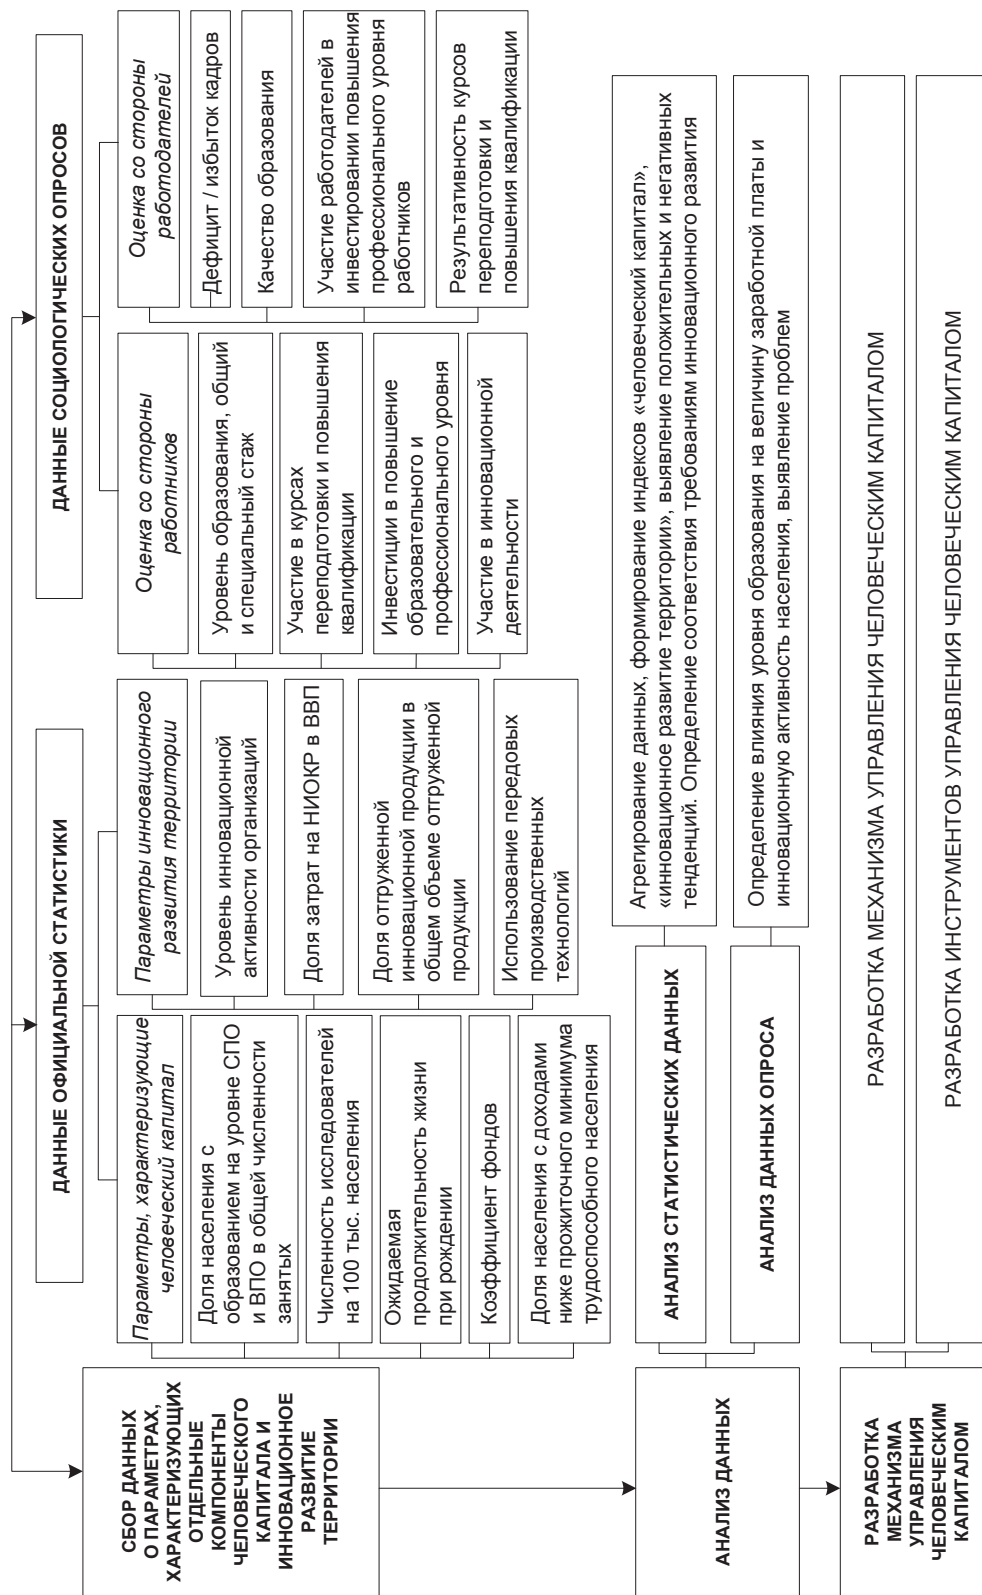 ДАННЫЕ ОФИЦИАЛЬНОЙ СТАТИСТИКИ
ДАННЫЕ СОЦИОЛОГИЧЕСКИХ ОПРОСОВ
СБОР ДАННЫХ
О ПАРАМЕТРАХ,
ХАРАКТЕРИЗУЮЩИХ
ОТДЕЛЬНЫЕ
КОМПОНЕНТЫ
ЧЕЛОВЕЧЕСКОГО
КАПИТАЛА И
ИННОВАЦИОННОЕ
РАЗВИТИЕ
ТЕРРИТОРИИ
Параметры, характеризующие
человеческий капитал
Доля населения с
образованием на уровне СПО
и ВПО в общей численности
занятых
Численность исследователей
на 100 тыс. населения
Ожидаемая
продолжительность жизни
при рождении
Коэффициент фондов
Доля населения с доходами
ниже прожиточного минимума
трудоспособного населения
Параметры инновационного
развития территории
Уровень инновационной
активности организаций
Доля затрат на НИОКР в ВВП
Доля отгруженной
инновационной продукции в
общем объеме отгруженной
продукции
Использование передовых
производственных
технологий
Оценка со стороны
работников
Уровень образования, общий
и специальный стаж
Участие в курсах
переподготовки и повышения
квалификации
Инвестиции в повышение
образовательного и
профессионального уровня
Участие в инновационной
деятельности
Оценка со стороны
работодателей
Дефицит / избыток кадров
Качество образования
Участие работодателей в
инвестировании повышения
профессионального уровня
работников
Результативность курсов
переподготовки и
повышения квалификации
АНАЛИЗ ДАННЫХ
АНАЛИЗ СТАТИСТИЧЕСКИХ ДАННЫХ
Агрегирование данных, формирование индексов «человеческий капитал»,
«инновационное развитие территории», выявление положительных и негативных
тенденций. Определение соответствия требованиям инновационного развития
АНАЛИЗ ДАННЫХ ОПРОСА
Определение влияния уровня образования на величину заработной платы и
инновационную активность населения, выявление проблем
РАЗРАБОТКА
МЕХАНИЗМА
УПРАВЛЕНИЯ
ЧЕЛОВЕЧЕСКИМ
КАПИТАЛОМ
РАЗРАБОТКА МЕХАНИЗМА УПРАВЛЕНИЯ ЧЕЛОВЕЧЕСКИМ КАПИТАЛОМ
РАЗРАБОТКА ИНСТРУМЕНТОВ УПРАВЛЕНИЯ ЧЕЛОВЕЧЕСКИМ КАПИТАЛОМ